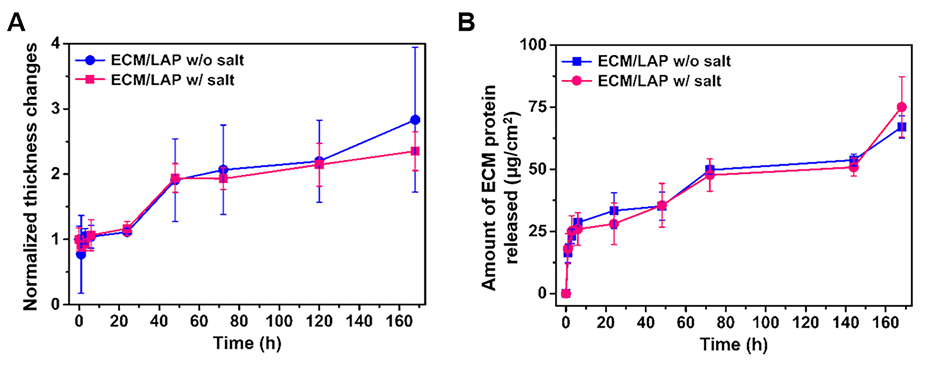 A
Normalized thickness changes
4
3
2
1
0
ECM/LAP w/o salt
ECM/LAP w/ salt
0 20 40 60 80 100 120 140 160
Time (h)
B
Amount of ECM protein
released (µg/cm²)
100
75
50
25
0
ECM/LAP w/o salt
ECM/LAP w/ salt
0 20 40 60 80 100 120 140 160
Time (h)